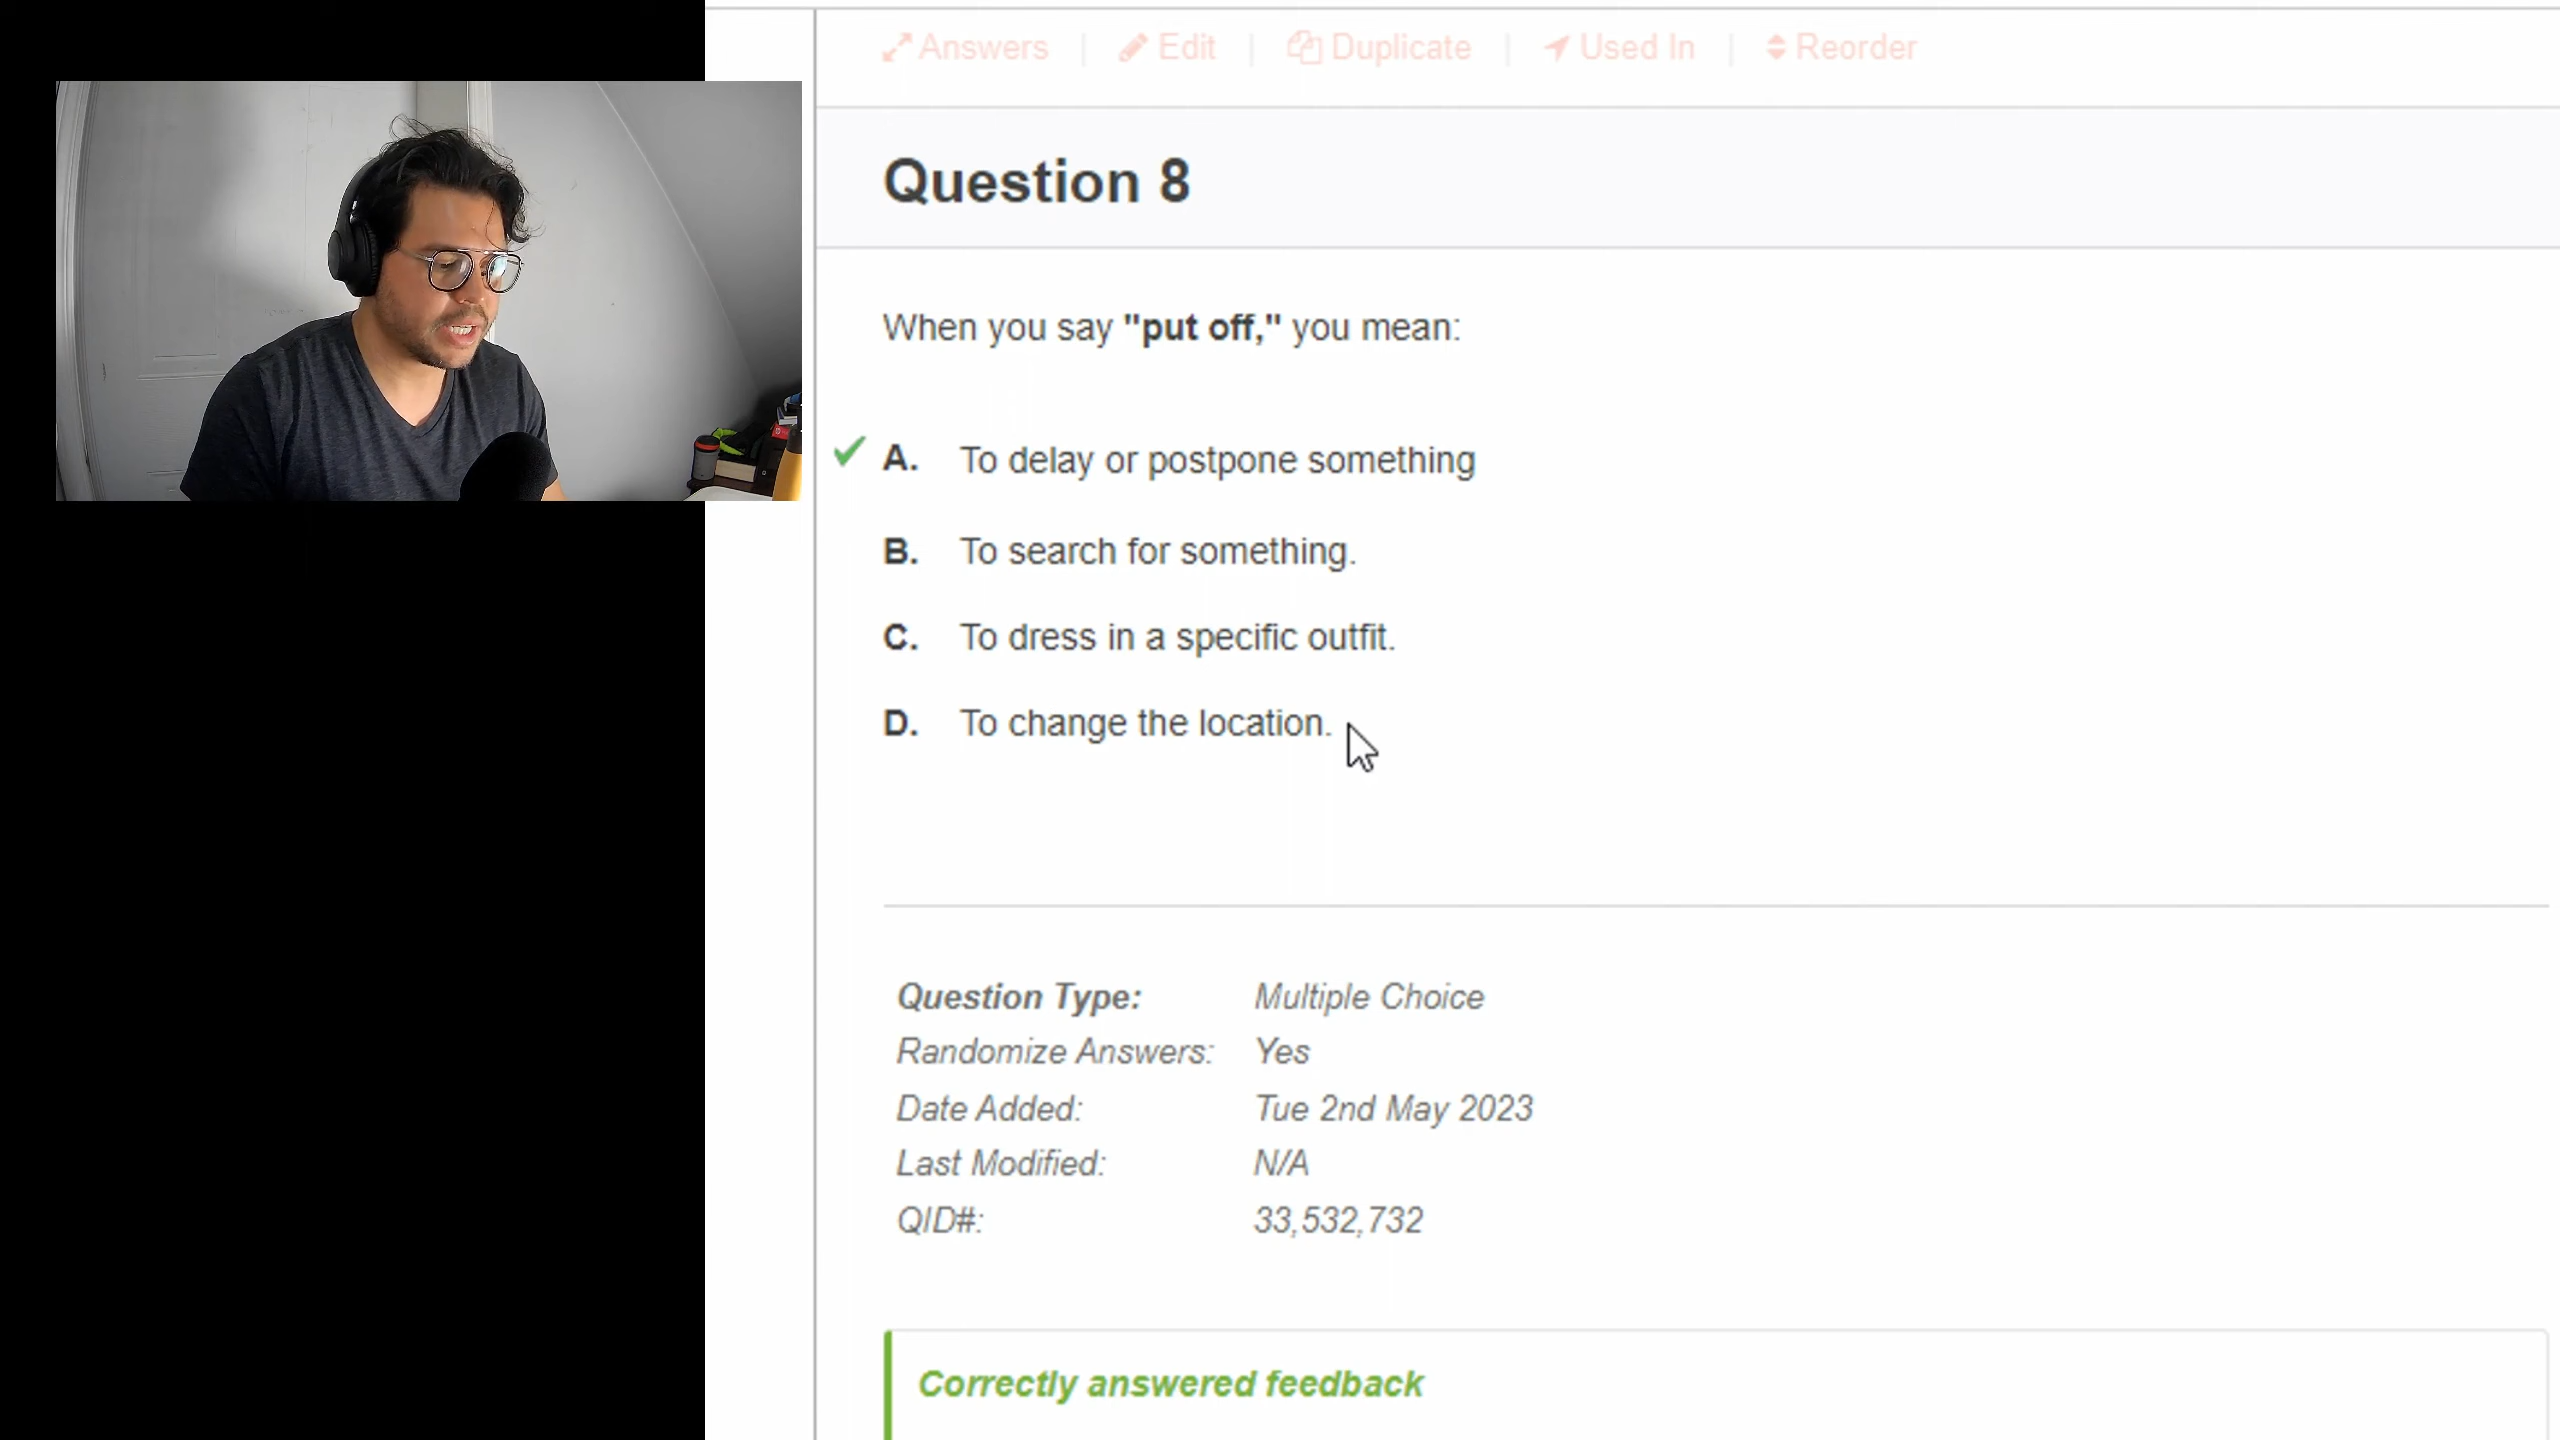 Answers | Edit | Duplicate | Used In | Reorder
Question 8
When you say "put off," you mean:
A. To delay or postpone something
B. To search for something.
C. To dress in a specific outfit.
D. To change the location.
Question Type: Multiple Choice
Randomize Answers: Yes
Date Added: Tue 2nd May 2023
Last Modified: N/A
QID#: 33,532,732
Correctly answered feedback